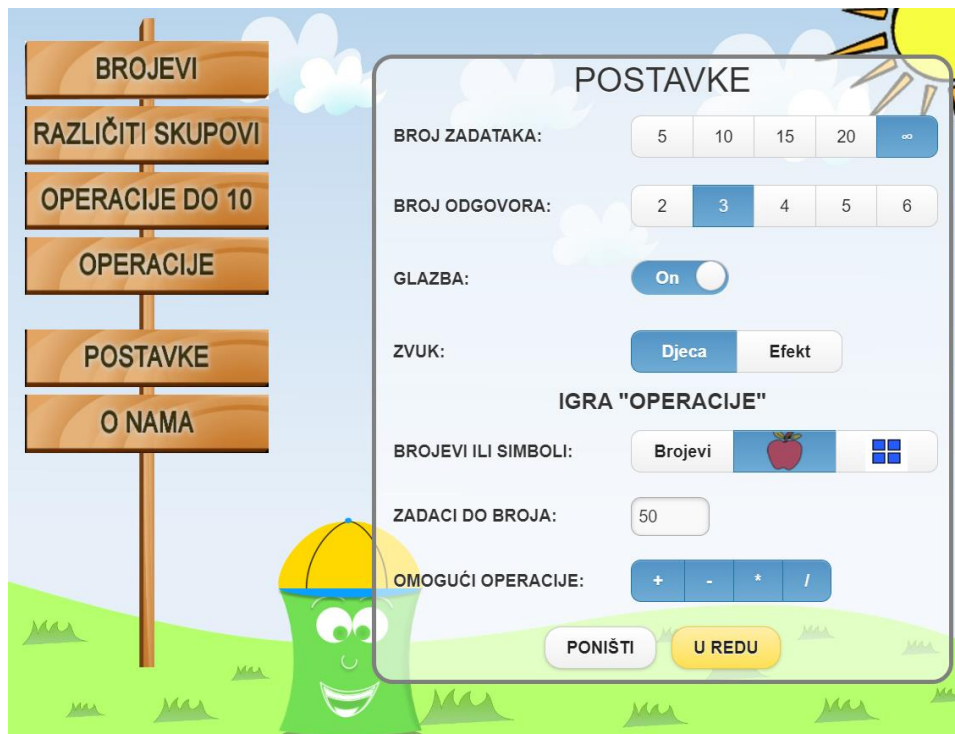 BROJEVI
RAZLIČITI SKUPOVI
OPERACIJE DO 10
OPERACIJE
POSTAVKE
O NAMA
POSTAVKE
BROJ ZADATAKA: 5 10 15 20 ∞
BROJ ODGOVORA: 2 3 4 5 6
GLAZBA: On
ZVUK: Djeca Efekt
IGRA "OPERACIJE"
BROJEVI ILI SIMBOLI: Brojevi
ZADACI DO BROJA: 50
OMOGUĆI OPERACIJE: + - * /
PONIŠTI U REDU